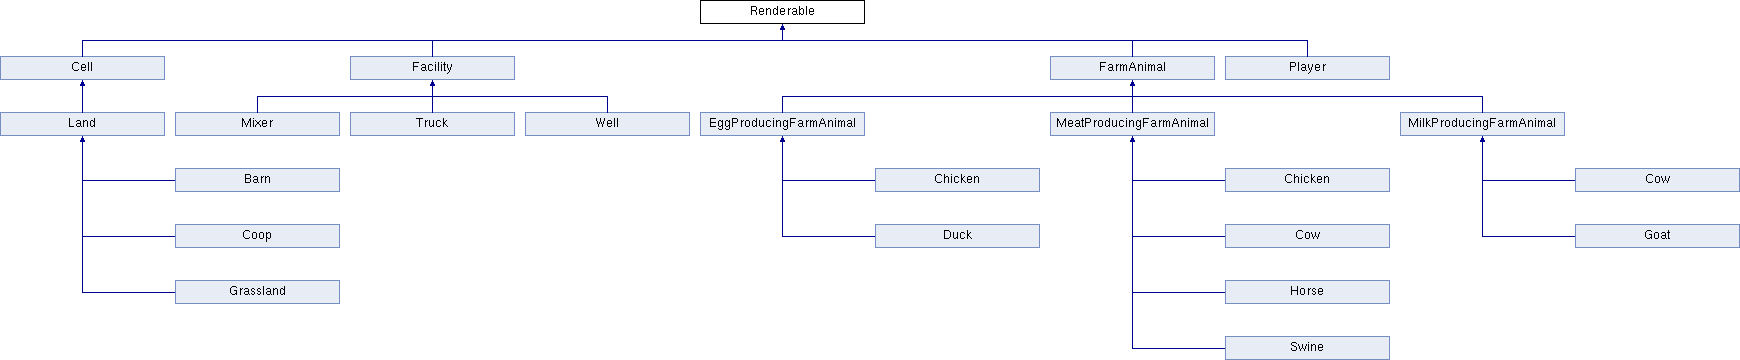 Renderable
Cell
Facility
FarmAnimal
Player
Land
Mixer
Truck
Well
EggProducingFarmAnimal
MeatProducingFarmAnimal
MilkProducingFarmAnimal
Barn
Chicken
Chicken
Cow
Coop
Duck
Cow
Goat
Grassland
Horse
Swine